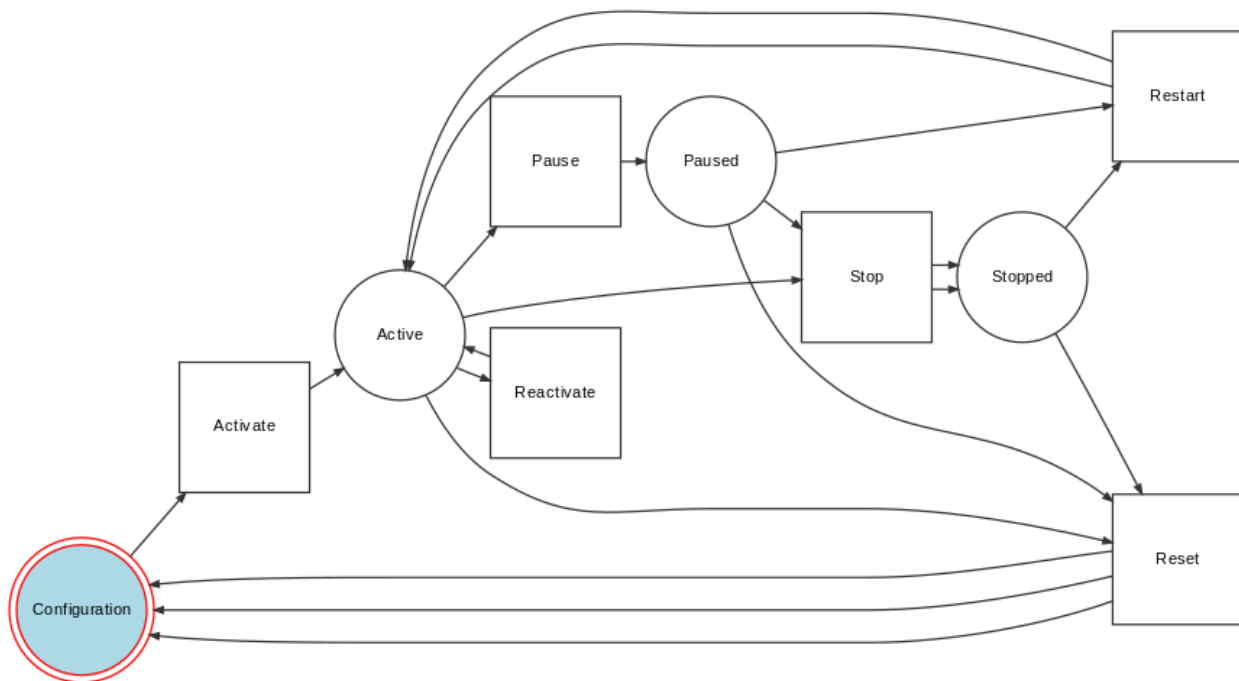 Restart
Pause
Paused
Stop
Stopped
Active
Reactivate
Activate
Reset
Configuration